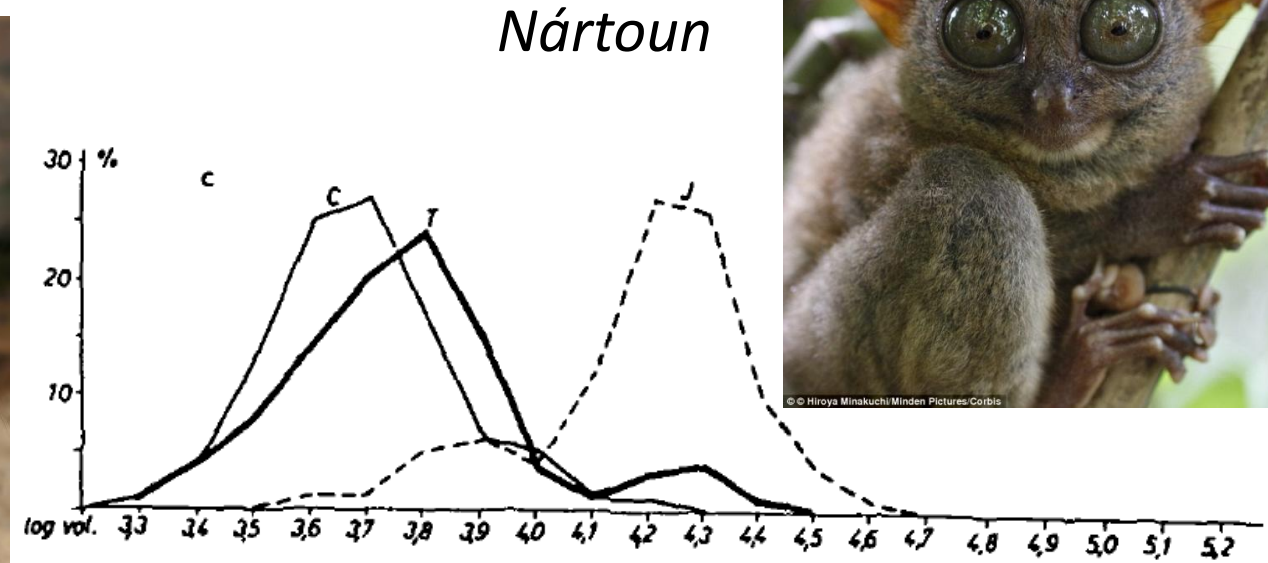 Nártoun
30 %
c
C
T
J
20
10
log vol. 3,3 3,4 3,5 3,6 3,7 3,8 3,9 4,0 4,1 4,2 4,3 4,4 4,5 4,6 4,7 4,8 4,9 5,0 5,1 5,2
© © Hiroya Minakuchi/Minden Pictures/Corbis